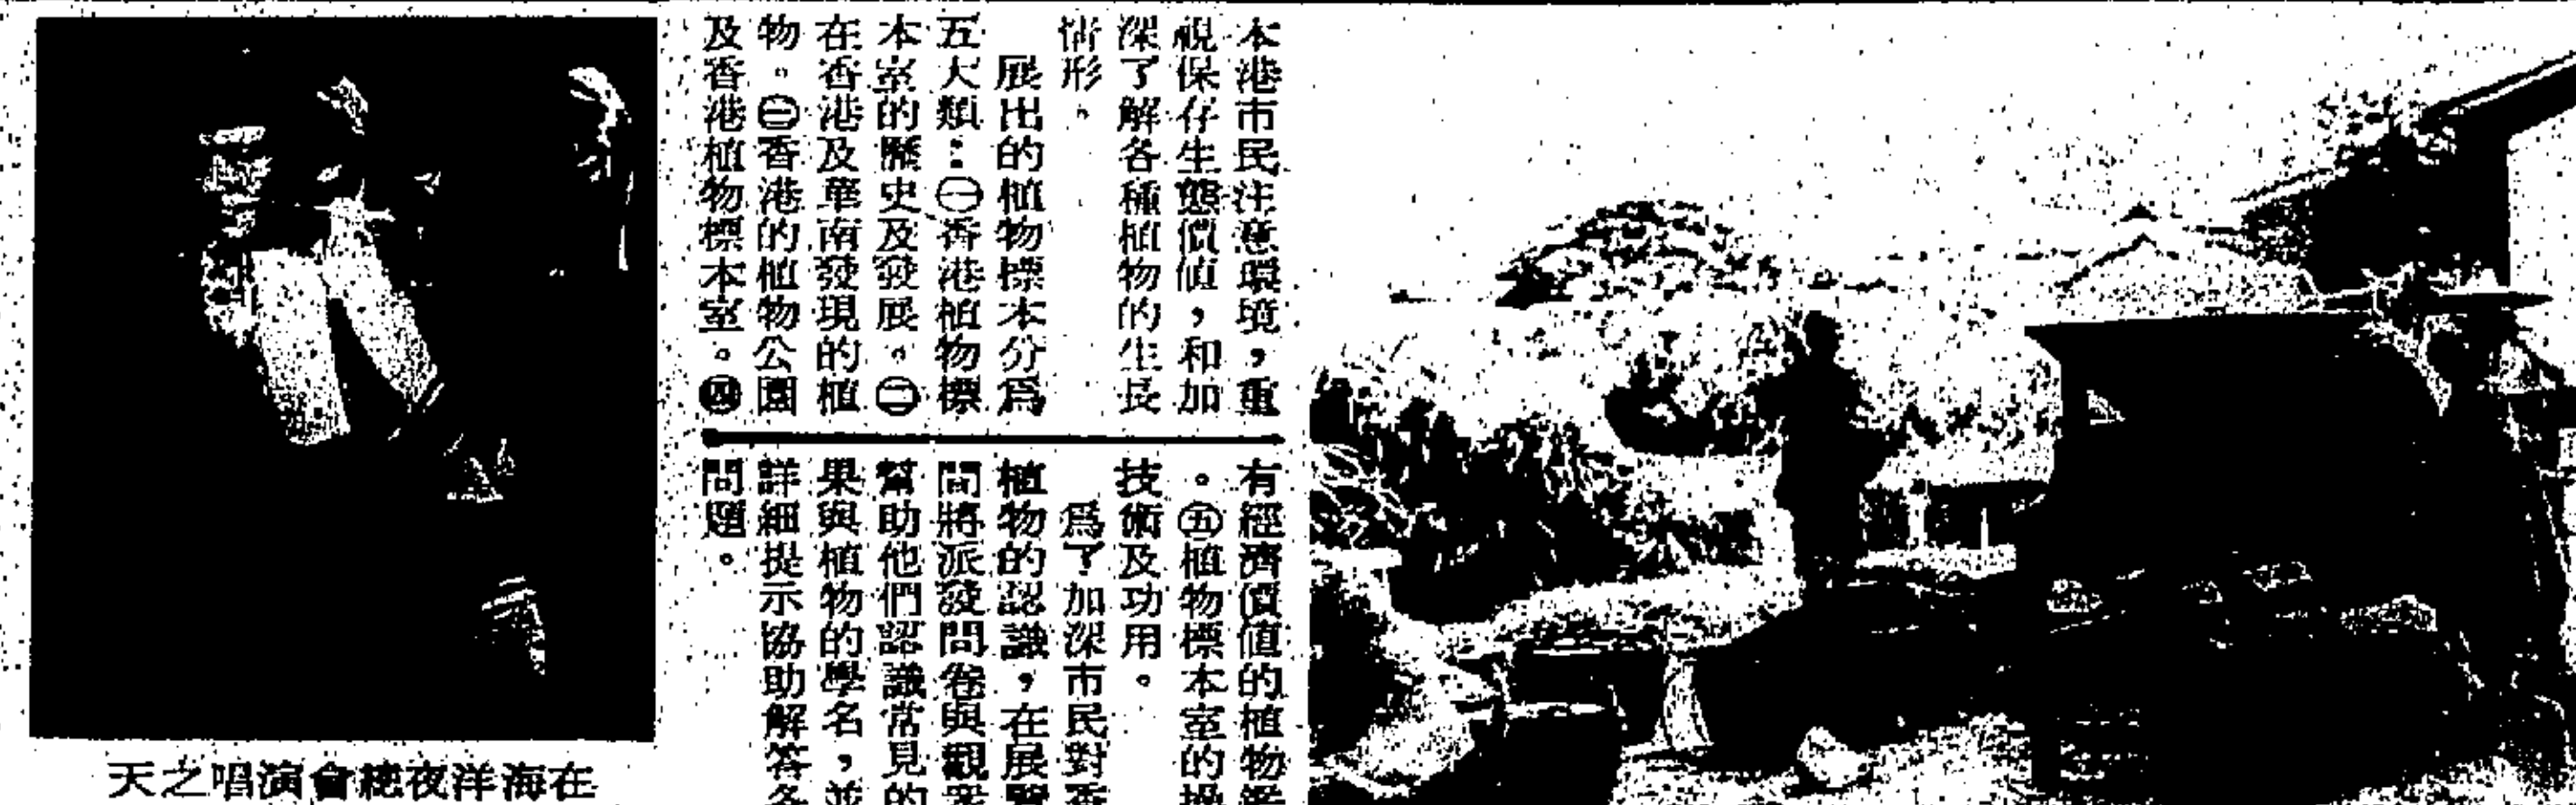 本港市民注意環境，重
視保存生態價值，和加
深了解各種植物的生長
情形。
展出的植物標本分爲
五大類：㊀香港植物標
本室的歷史及發展。㊁
在香港及華南發現的植
物。㊂香港的植物公園
及香港植物標本室。㊃
有經濟價值的植物
。㊄植物標本室的
技術及功用。
爲了加深市民對
植物的認識，在展覽
間將派發問卷與觀眾
幫助他們認識常見的
果與植物的學名，並
詳細提示協助解答各
問題。
在海洋夜總會演唱之天